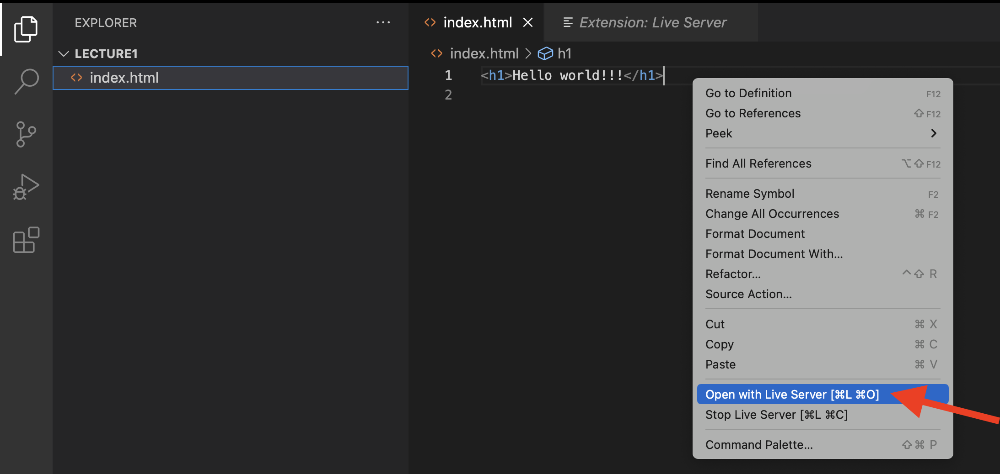 EXPLORER
LECTURE1
index.html
index.html
Extension: Live Server
index.html > h1
1 <h1>Hello world!!!</h1>
2
Go to Definition F12
Go to References ⇧F12
Peek
Find All References ⌥⇧F12
Rename Symbol F2
Change All Occurrences ⌘ F2
Format Document
Format Document With...
Refactor... ^⇧ R
Source Action...
Cut ⌘ X
Copy ⌘ C
Paste ⌘ V
Open with Live Server [⌘L ⌘O]
Stop Live Server [⌘L ⌘C]
Command Palette... ⇧⌘ P